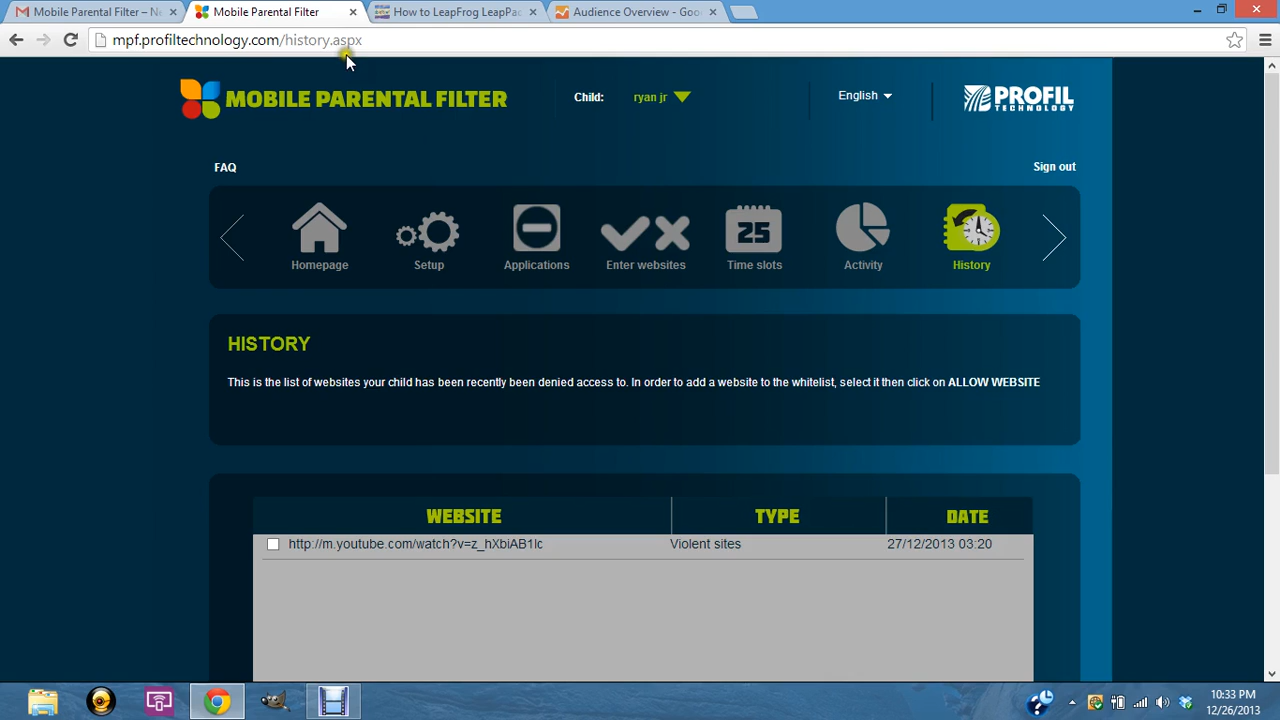 Mobile Parental Filter – Ne
Mobile Parental Filter
How to LeapFrog LeapPad
Audience Overview - Goo
mpf.profiltechnology.com/history.aspx
MOBILE PARENTAL FILTER
Child: ryan jr
English
PROFIL
TECHNOLOGY
FAQ
Sign out
Homepage
Setup
Applications
Enter websites
25
Time slots
Activity
History
HISTORY
This is the list of websites your child has been recently been denied access to. In order to add a website to the whitelist, select it then click on ALLOW WEBSITE
WEBSITE TYPE DATE
http://m.youtube.com/watch?v=z_hXbiAB1Ic Violent sites 27/12/2013 03:20
10:33 PM
12/26/2013